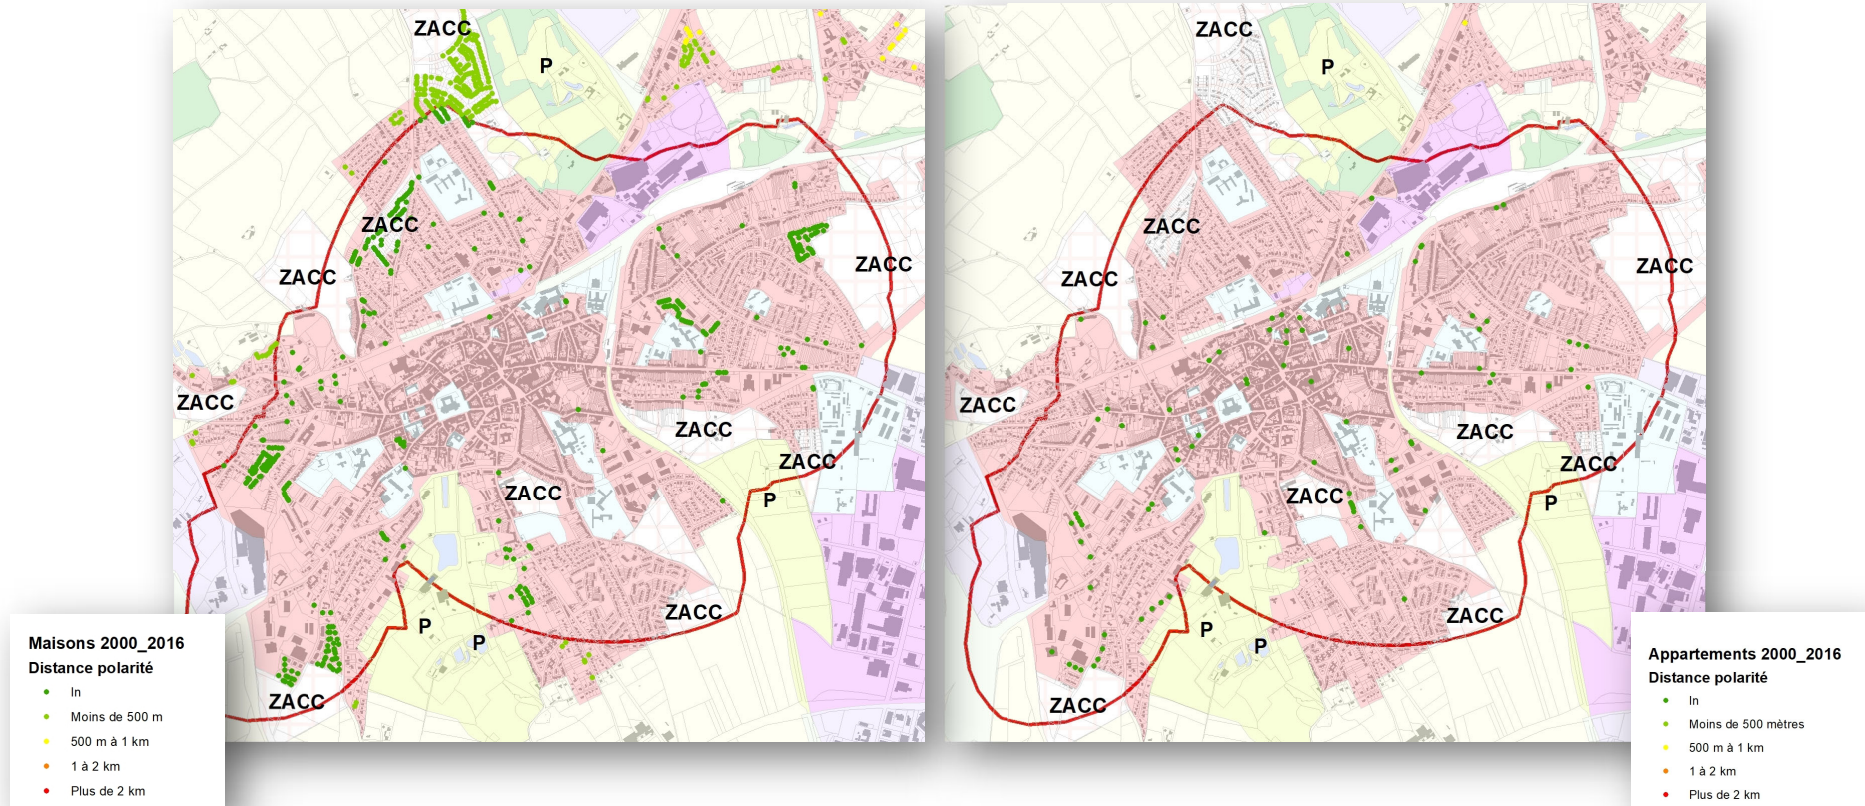 ZACC
P
ZACC
ZACC
ZACC
ZACC
ZACC
ZACC
ZACC
P
ZACC
P
P
ZACC
Maisons 2000_2016
Distance polarité
In
Moins de 500 m
500 m à 1 km
1 à 2 km
Plus de 2 km
ZACC
P
ZACC
ZACC
ZACC
ZACC
ZACC
ZACC
ZACC
P
ZACC
P
P
ZACC
Appartements 2000_2016
Distance polarité
In
Moins de 500 mètres
500 m à 1 km
1 à 2 km
Plus de 2 km